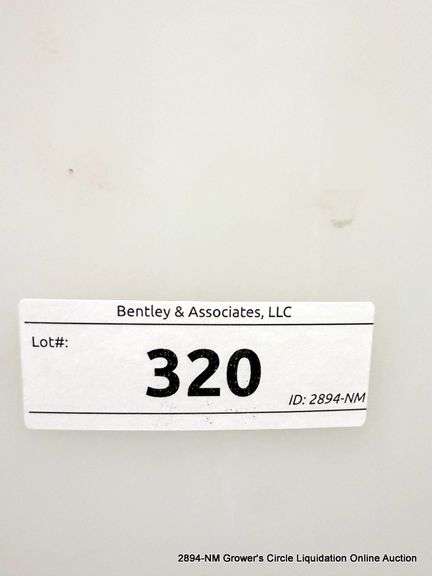 Bentley & Associates, LLC
Lot#:
320
ID: 2894-NM
2894-NM Grower's Circle Liquidation Online Auction